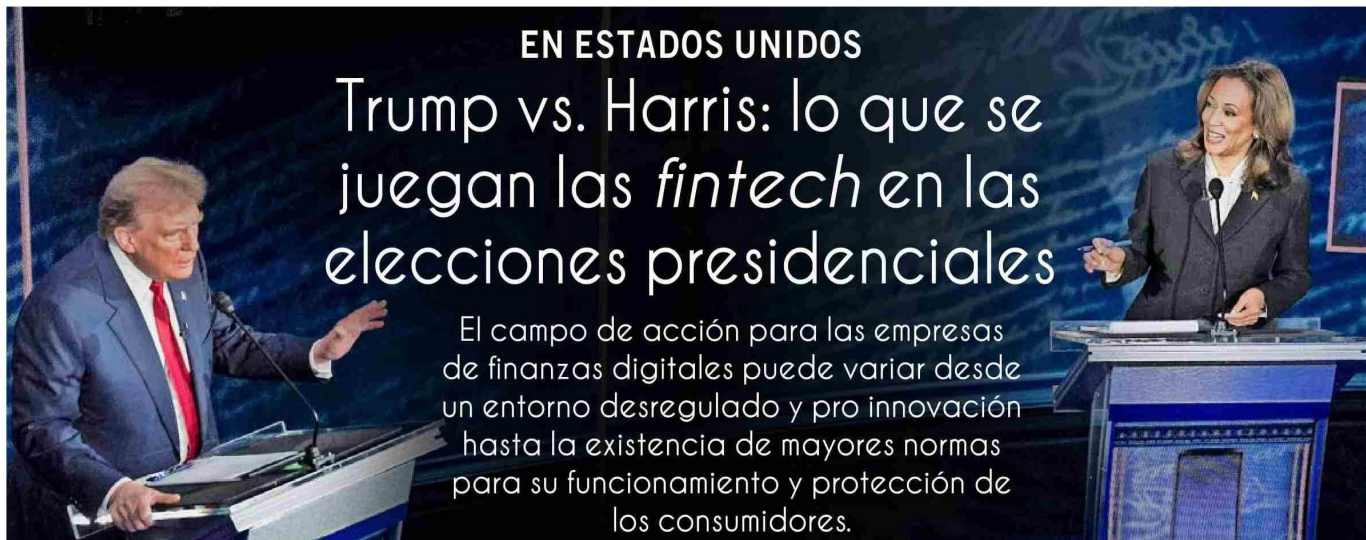 EN ESTADOS UNIDOS
Trump vs. Harris: lo que se
juegan las fintech en las
elecciones presidenciales
El campo de acción para las empresas
de finanzas digitales puede variar desde
un entorno desregulado y pro innovación
hasta la existencia de mayores normas
para su funcionamiento y protección de
los consumidores.